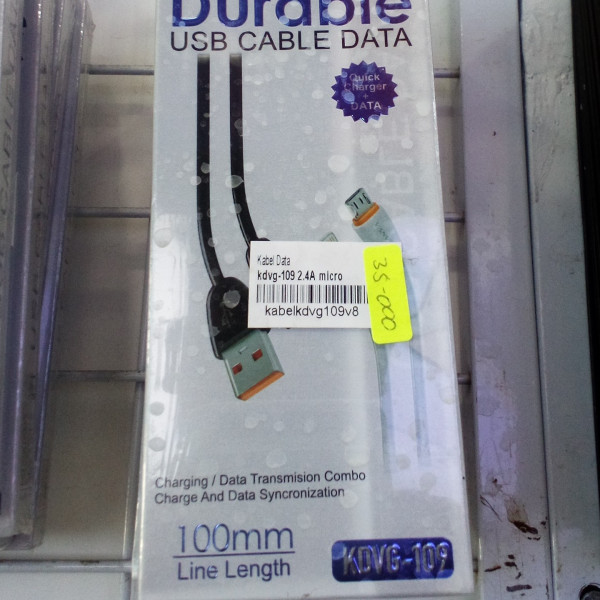 Durable
USB CABLE DATA
Quick
Charger
+
DATA
Kabel Data
kdvg-109 2.4A micro
kabelkdvg109v8
35-000
Charging / Data Transmision Combo
Charge And Data Syncronization
100mm
Line Length
KDVG-109